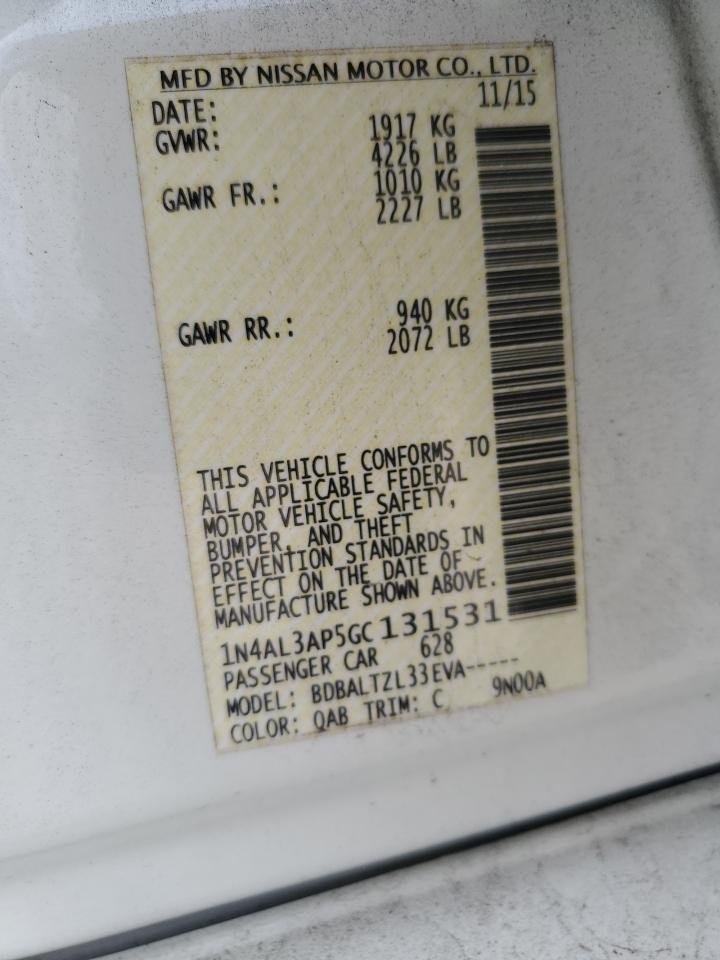 MFD BY NISSAN MOTOR CO., LTD.
DATE: 11/15
GVWR: 1917 KG
4226 LB
GAWR FR.: 1010 KG
2227 LB
GAWR RR.: 940 KG
2072 LB
THIS VEHICLE CONFORMS TO
ALL APPLICABLE FEDERAL
MOTOR VEHICLE SAFETY,
BUMPER, AND THEFT
PREVENTION STANDARDS IN
EFFECT ON THE DATE OF
MANUFACTURE SHOWN ABOVE.
1N4AL3AP5GC131531
PASSENGER CAR 628
MODEL: BDBALTZL33EVA-----
COLOR: QAB TRIM: C 9N00A